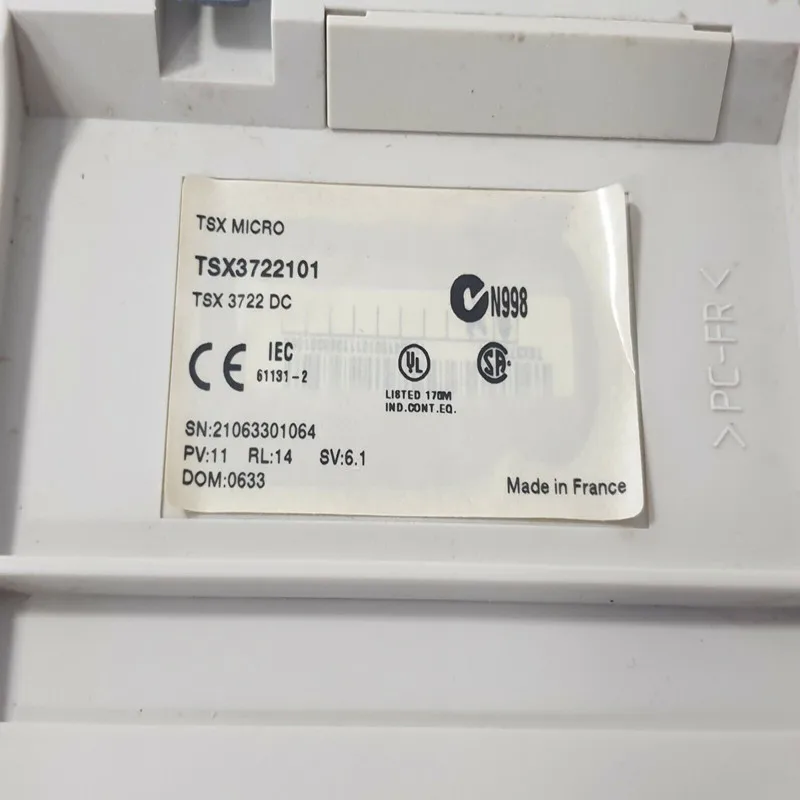 TSX MICRO
TSX3722101
TSX 3722 DC
N998
CE IEC
61131-2
UL
SA
LISTED 170M
IND.CONT.EQ.
SN:21063301064
PV:11 RL:14 SV:6.1
DOM:0633
Made in France
>PC-FR<